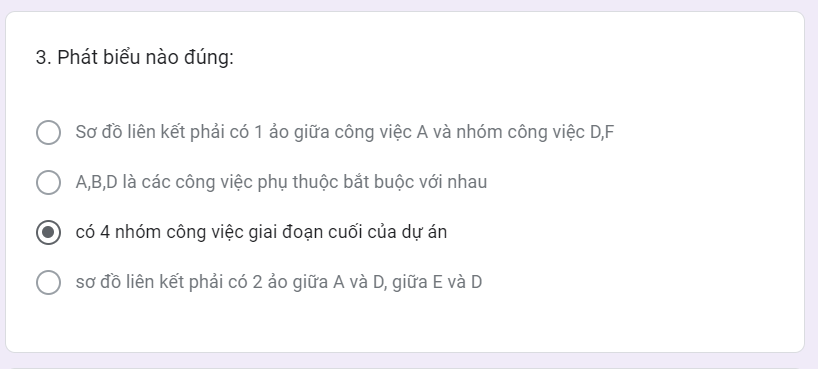 3. Phát biểu nào đúng:
Sơ đồ liên kết phải có 1 ảo giữa công việc A và nhóm công việc D,F
A,B,D là các công việc phụ thuộc bắt buộc với nhau
có 4 nhóm công việc giai đoạn cuối của dự án
sơ đồ liên kết phải có 2 ảo giữa A và D, giữa E và D